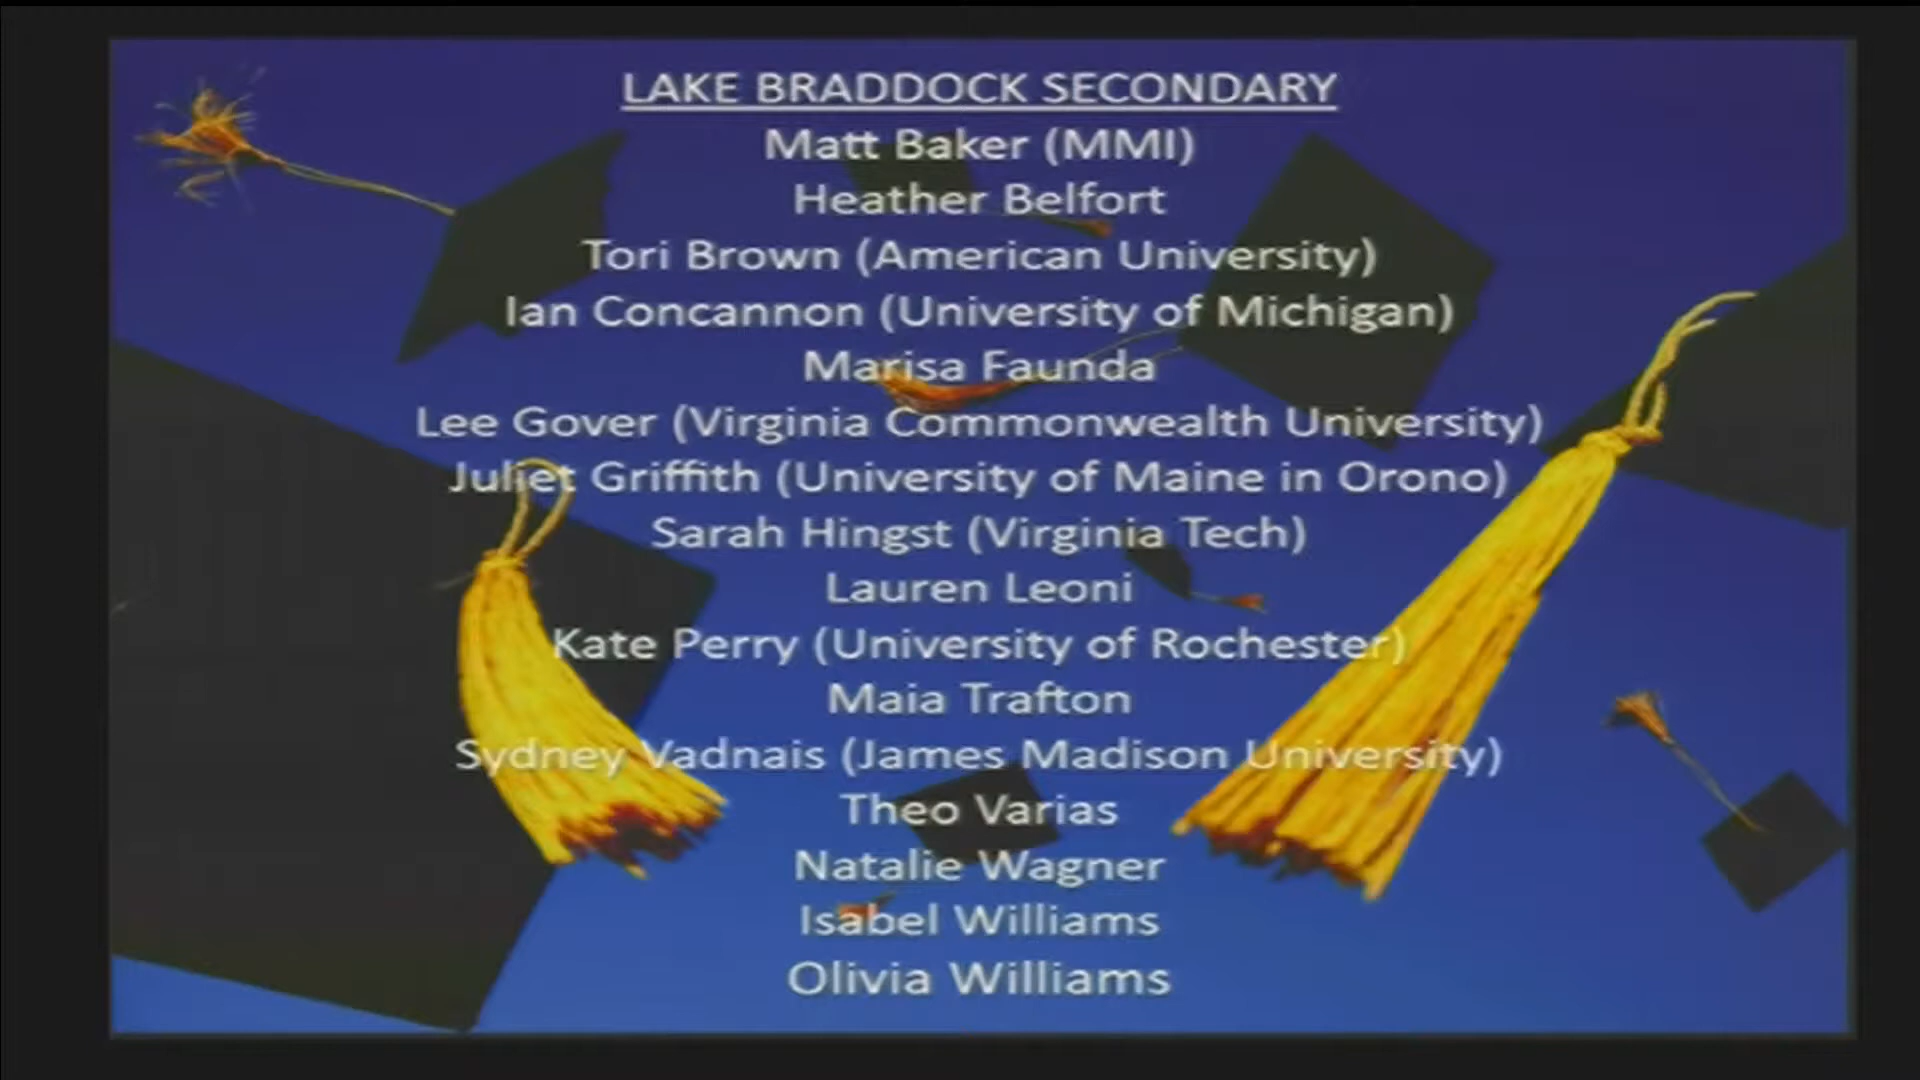 LAKE BRADDOCK SECONDARY
Matt Baker (MMI)
Heather Belfort
Tori Brown (American University)
Ian Concannon (University of Michigan)
Marisa Faunda
Lee Gover (Virginia Commonwealth University)
Juliet Griffith (University of Maine in Orono)
Sarah Hingst (Virginia Tech)
Lauren Leoni
Kate Perry (University of Rochester)
Maia Trafton
Sydney Vadnais (James Madison University)
Theo Varias
Natalie Wagner
Isabel Williams
Olivia Williams